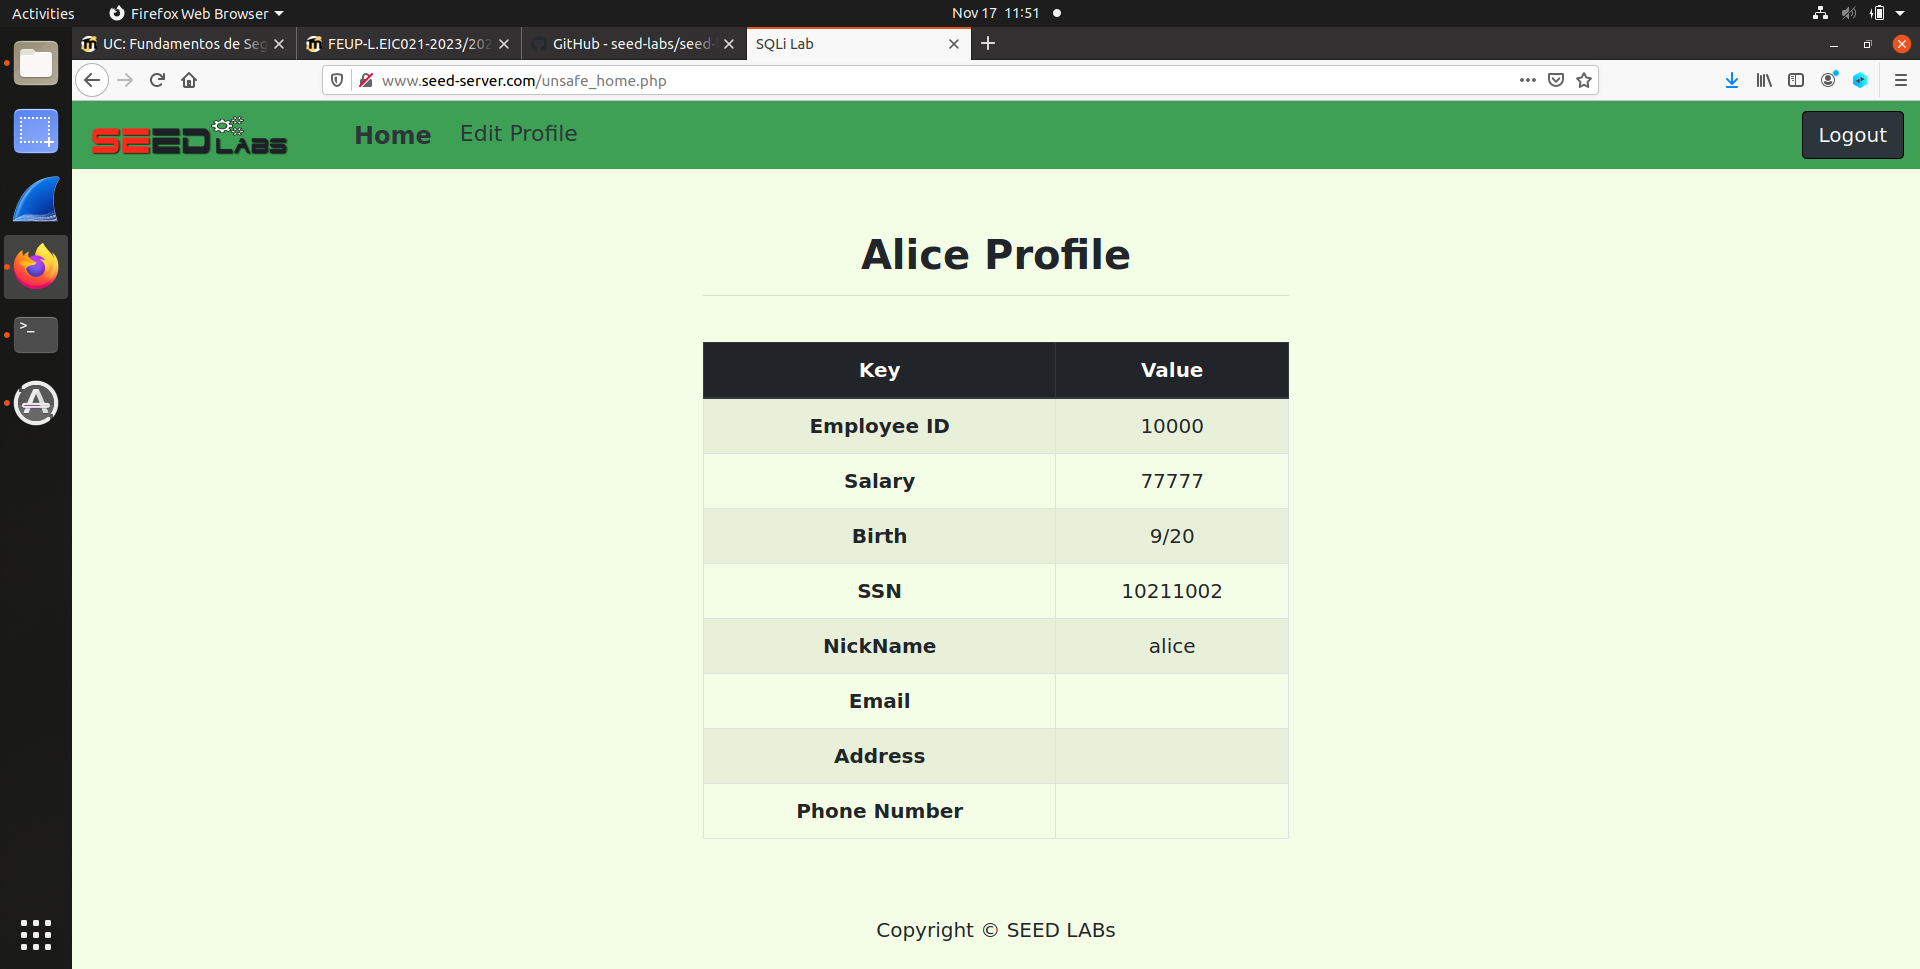 Activities Firefox Web Browser Nov 17 11:51
UC: Fundamentos de Seg FEUP-L.EIC021-2023/202 GitHub - seed-labs/seed- SQLi Lab
www.seed-server.com/unsafe_home.php
SEED LABS Home Edit Profile Logout
Alice Profile
Key Value
Employee ID 10000
Salary 77777
Birth 9/20
SSN 10211002
NickName alice
Email
Address
Phone Number
Copyright © SEED LABs